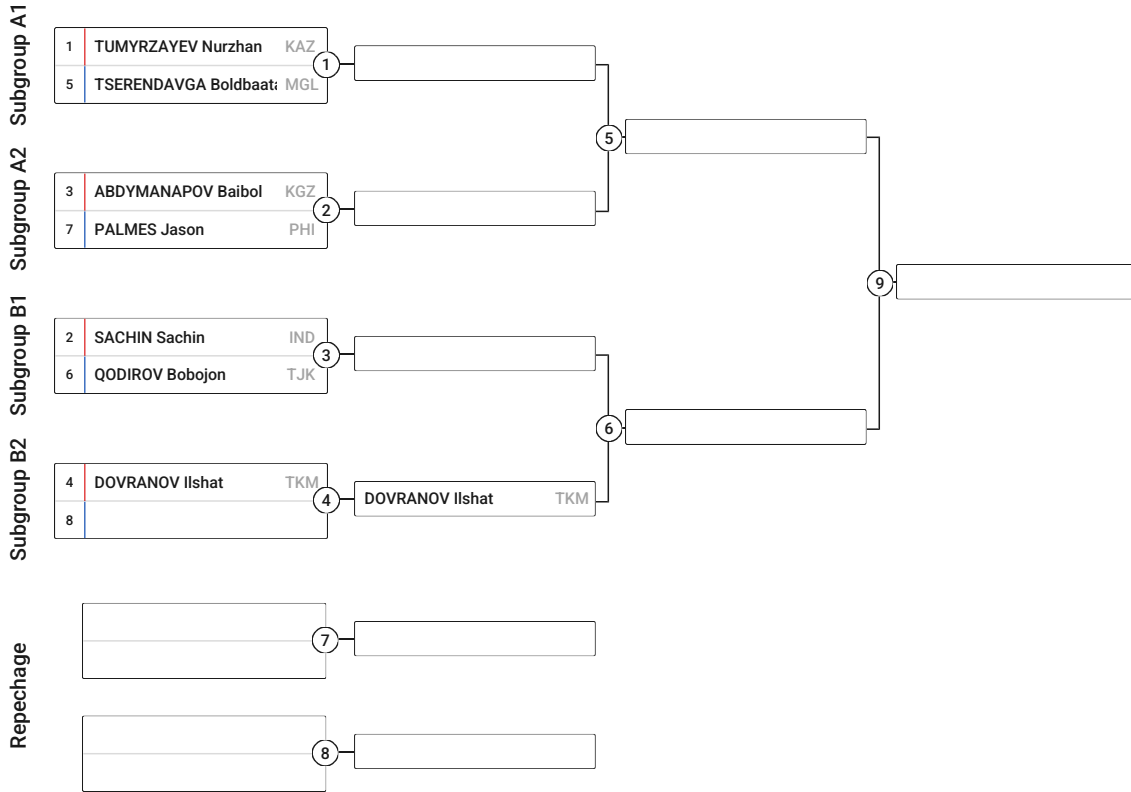 Subgroup A1
1 TUMYRZAYEV Nurzhan KAZ
5 TSERENDAVGA Boldbaata MGL
1
5
Subgroup A2
3 ABDYMANAPOV Baibol KGZ
7 PALMES Jason PHI
2
9
Subgroup B1
2 SACHIN Sachin IND
6 QODIROV Bobojon TJK
3
6
Subgroup B2
4 DOVRANOV Ilshat TKM
8
4
DOVRANOV Ilshat TKM
Repechage
7
8